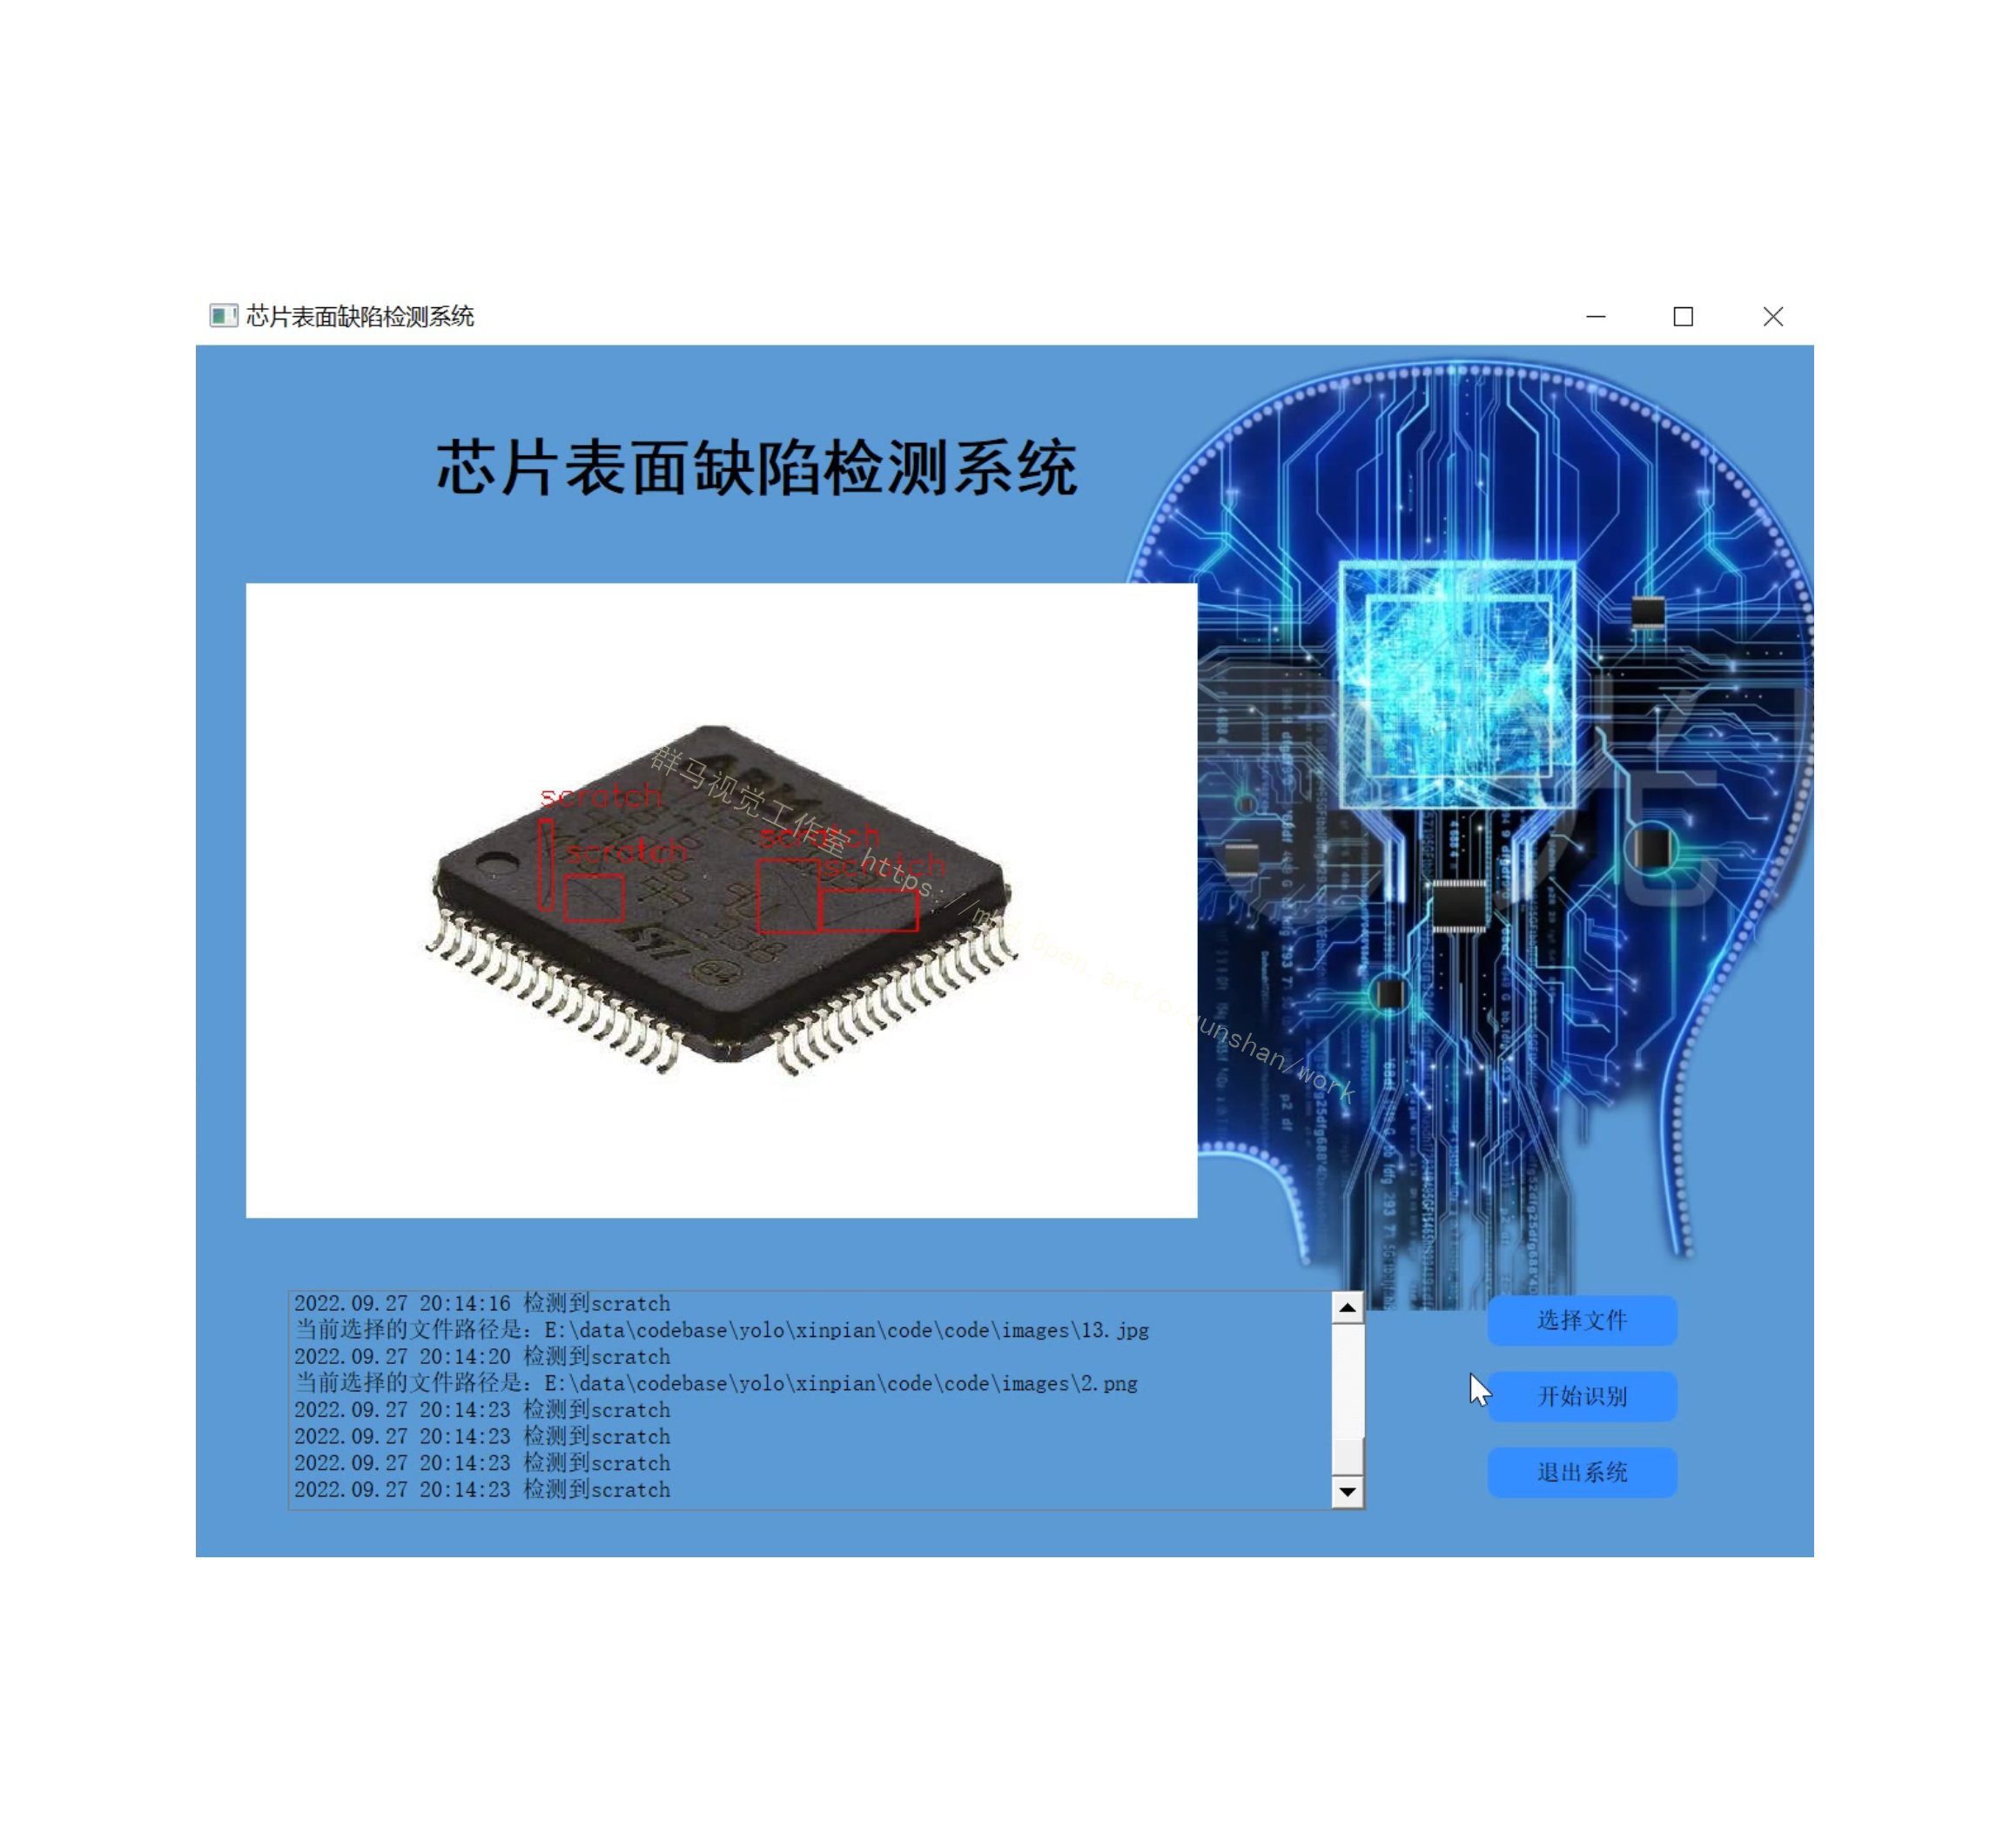 芯片表面缺陷检测系统
芯片表面缺陷检测系统
群马视觉工作室 https://mbd.pub/o/qunshan/work
scratch
scratch
scratch
scratch
2022.09.27 20:14:16 检测到scratch
当前选择的文件路径是：E:\data\codebase\yolo\xinpian\code\code\images\13.jpg
2022.09.27 20:14:20 检测到scratch
当前选择的文件路径是：E:\data\codebase\yolo\xinpian\code\code\images\2.png
2022.09.27 20:14:23 检测到scratch
2022.09.27 20:14:23 检测到scratch
2022.09.27 20:14:23 检测到scratch
2022.09.27 20:14:23 检测到scratch
选择文件
开始识别
退出系统